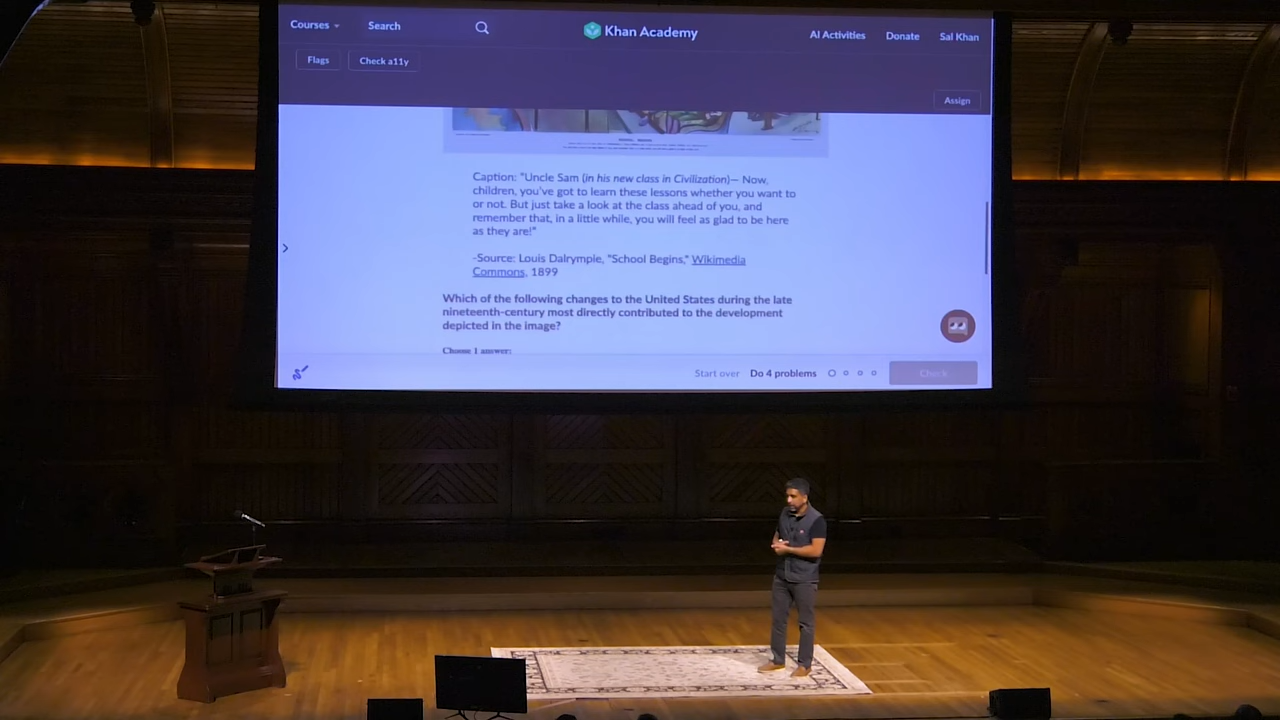 Courses
Search
Khan Academy
AI Activities
Donate
Sal Khan
Flags
Check a11y
Assign
Caption: "Uncle Sam (in his new class in Civilization)— Now,
children, you've got to learn these lessons whether you want to
or not. But just take a look at the class ahead of you, and
remember that, in a little while, you will feel as glad to be here
as they are!"
-Source: Louis Dalrymple, "School Begins," Wikimedia
Commons, 1899
Which of the following changes to the United States during the late
nineteenth-century most directly contributed to the development
depicted in the image?
Choose 1 answer:
Start over
Do 4 problems
Check